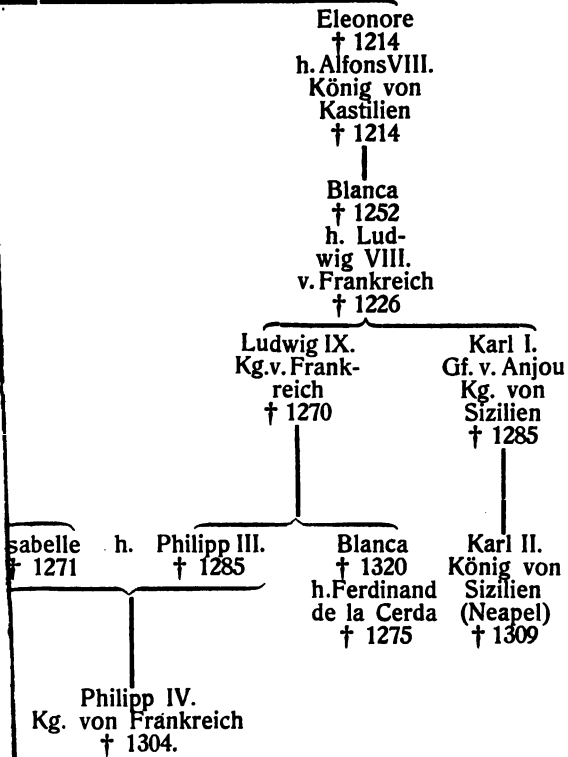 Eleonore
† 1214
h. Alfons VIII.
König von
Kastilien
† 1214
Blanca
† 1252
h. Lud-
wig VIII.
v. Frankreich
† 1226
Ludwig IX.
Kg. v. Frank-
reich
† 1270
Karl I.
Gf. v. Anjou
Kg. von
Sizilien
† 1285
sabelle h. Philipp III.
† 1271 † 1285
Blanca
† 1320
h. Ferdinand
de la Cerda
† 1275
Karl II.
König von
Sizilien
(Neapel)
† 1309
Philipp IV.
Kg. von Frankreich
† 1304.